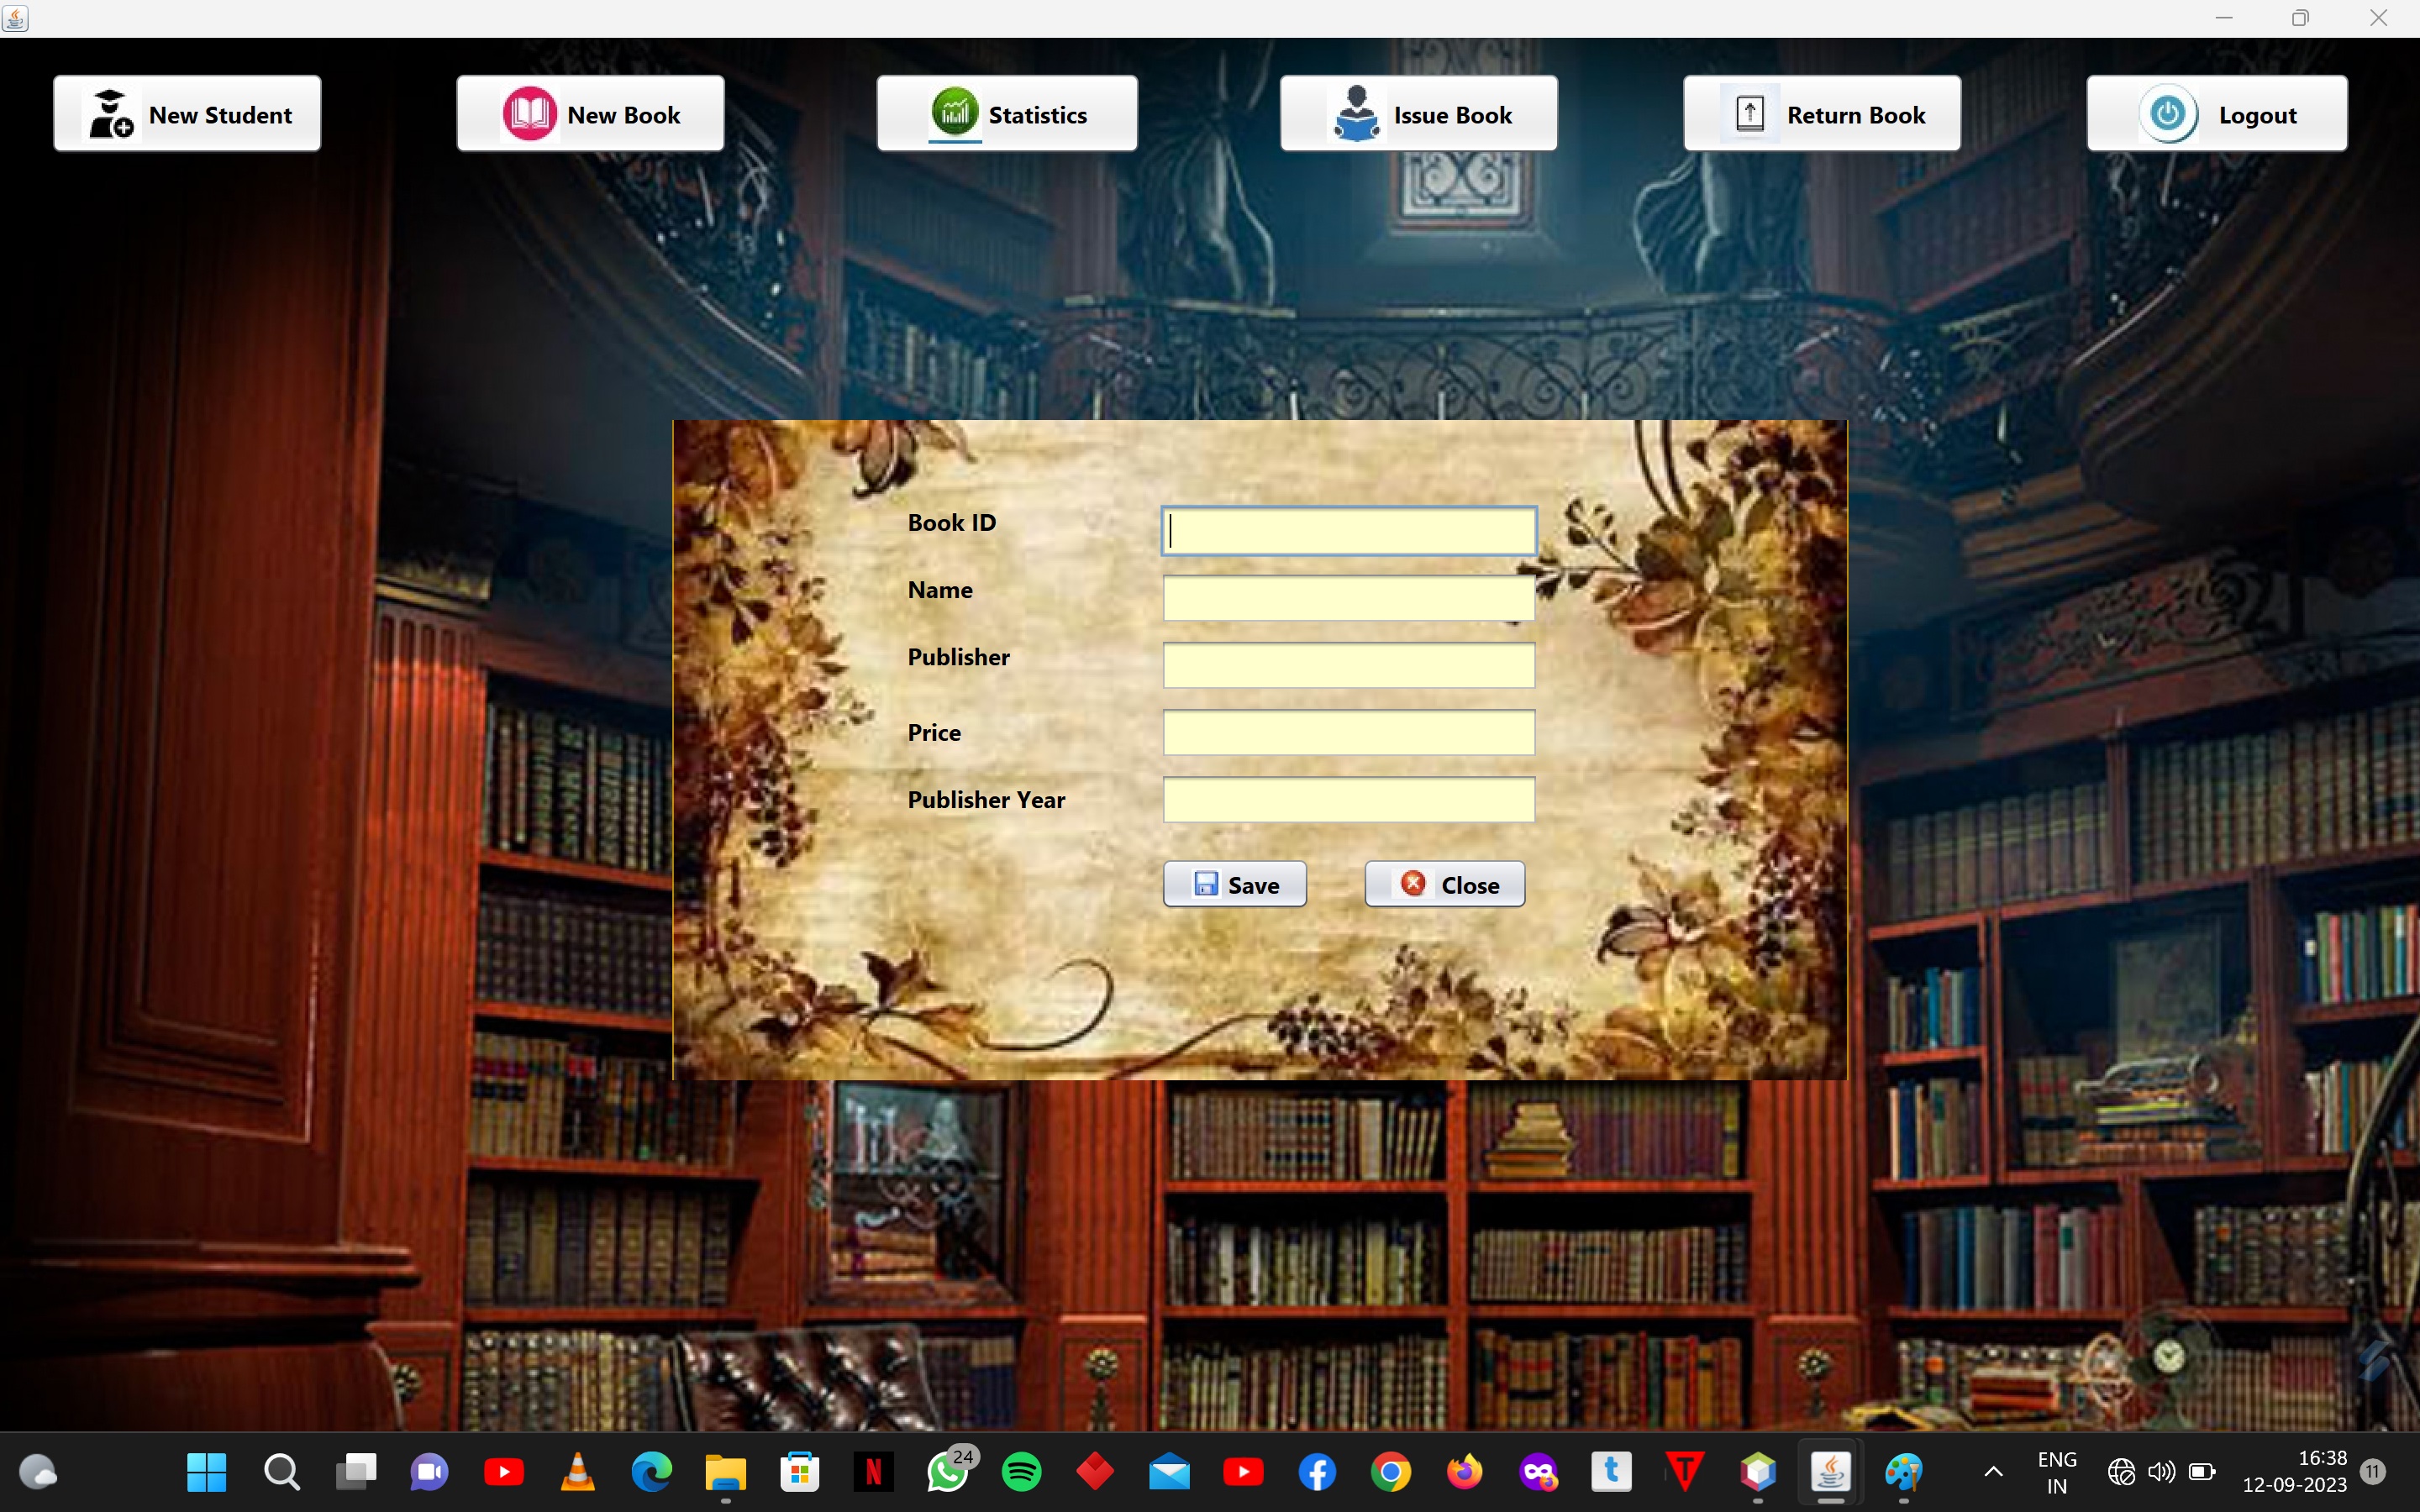 New Student
New Book
Statistics
Issue Book
Return Book
Logout
Book ID
Name
Publisher
Price
Publisher Year
Save
Close
N
24
t
T
ENG
IN
16:38
12-09-2023
11